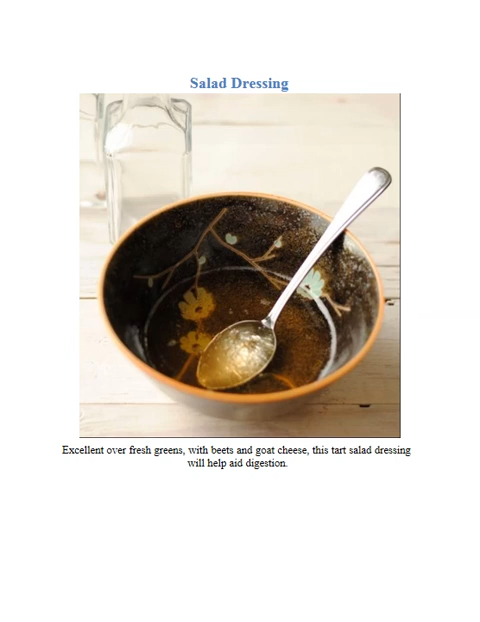 Salad Dressing
Excellent over fresh greens, with beets and goat cheese, this tart salad dressing
will help aid digestion.